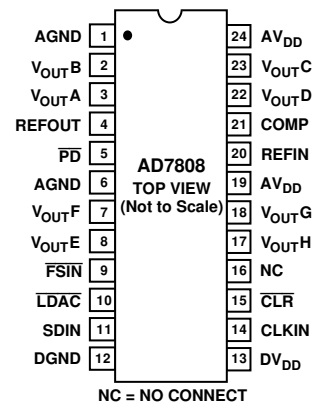 AGND 1 24 AVDD
VOUTB 2 23 VOUTC
VOUTA 3 22 VOUTD
REFOUT 4 21 COMP
PD 5 20 REFIN
AGND 6 19 AVDD
VOUTF 7 18 VOUTG
VOUTE 8 17 VOUTH
FSIN 9 16 NC
LDAC 10 15 CLR
SDIN 11 14 CLKIN
DGND 12 13 DVDD
AD7808
TOP VIEW
(Not to Scale)
NC = NO CONNECT